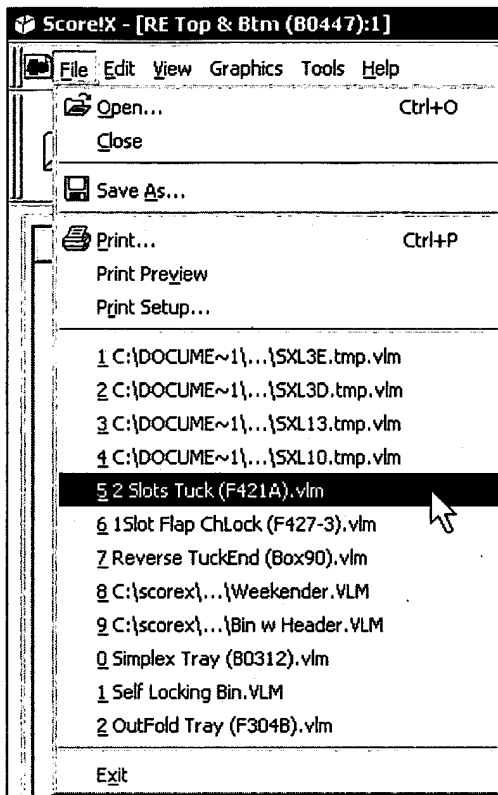 Score!X - [RE Top & Btm (B0447):1]
File Edit View Graphics Tools Help
Open... Ctrl+O
Close
Save As...
Print... Ctrl+P
Print Preview
Print Setup...
1 C:\DOCUME~1\...\SXL3E.tmp.vlm
2 C:\DOCUME~1\...\SXL3D.tmp.vlm
3 C:\DOCUME~1\...\SXL13.tmp.vlm
4 C:\DOCUME~1\...\SXL10.tmp.vlm
5 2 Slots Tuck (F421A).vlm
6 1Slot Flap ChLock (F427-3).vlm
7 Reverse TuckEnd (Box90).vlm
8 C:\scorex\...\Weekender.VLM
9 C:\scorex\...\Bin w Header.VLM
0 Simplex Tray (B0312).vlm
1 Self Locking Bin.VLM
2 OutFold Tray (F304B).vlm
Exit